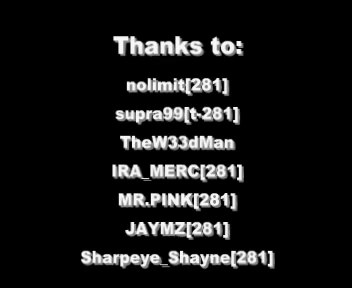 Thanks to:
nolimit[281]
supra99[t-281]
TheW33dMan
IRA_MERC[281]
MR.PINK[281]
JAYMZ[281]
Sharpeye_Shayne[281]